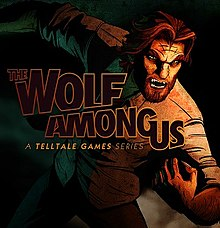 THE
WOLF
AMONG US
A TELLTALE GAMES SERIES